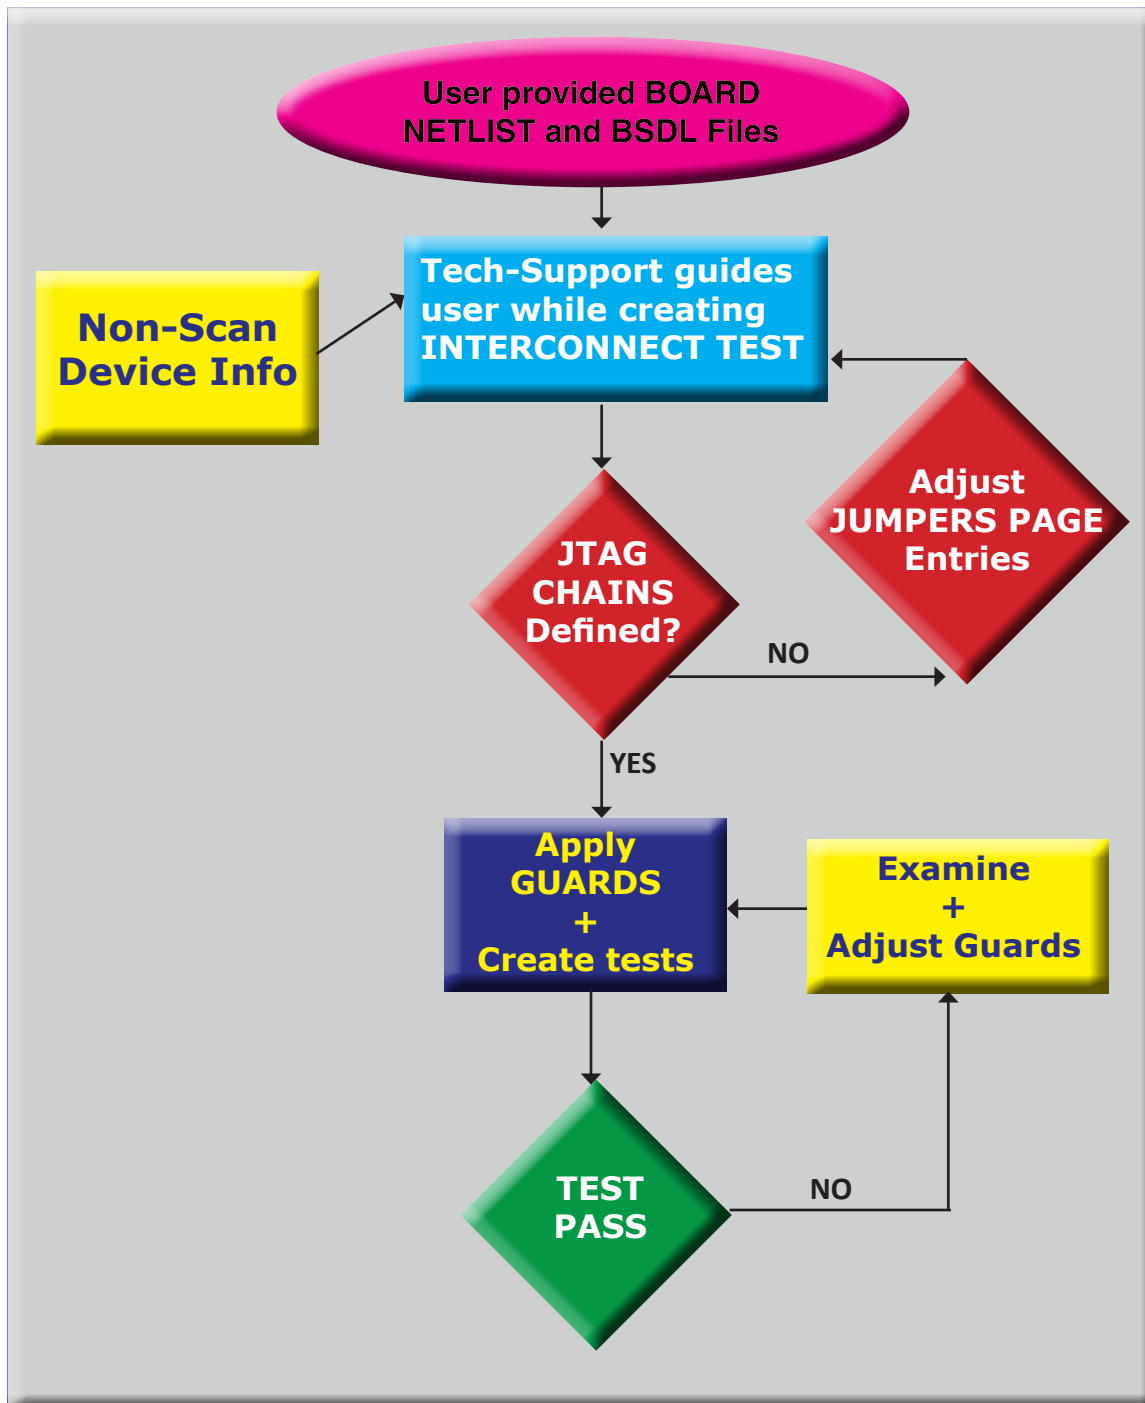 User provided BOARD
NETLIST and BSDL Files
Tech-Support guides
user while creating
INTERCONNECT TEST
Non-Scan
Device Info
Adjust
JUMPERS PAGE
Entries
JTAG
CHAINS
Defined?
NO
YES
Apply
GUARDS
+
Create tests
Examine
+
Adjust Guards
TEST
PASS
NO